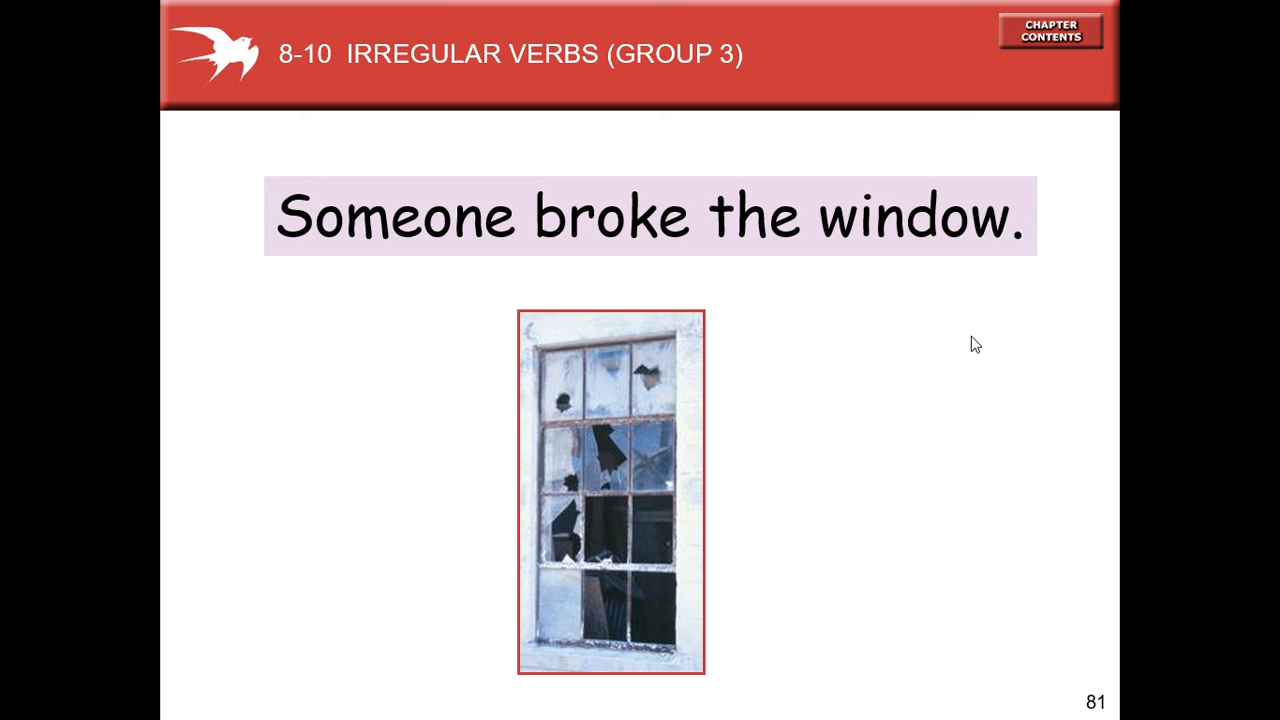 CHAPTER
CONTENTS
8-10 IRREGULAR VERBS (GROUP 3)
Someone broke the window.
81